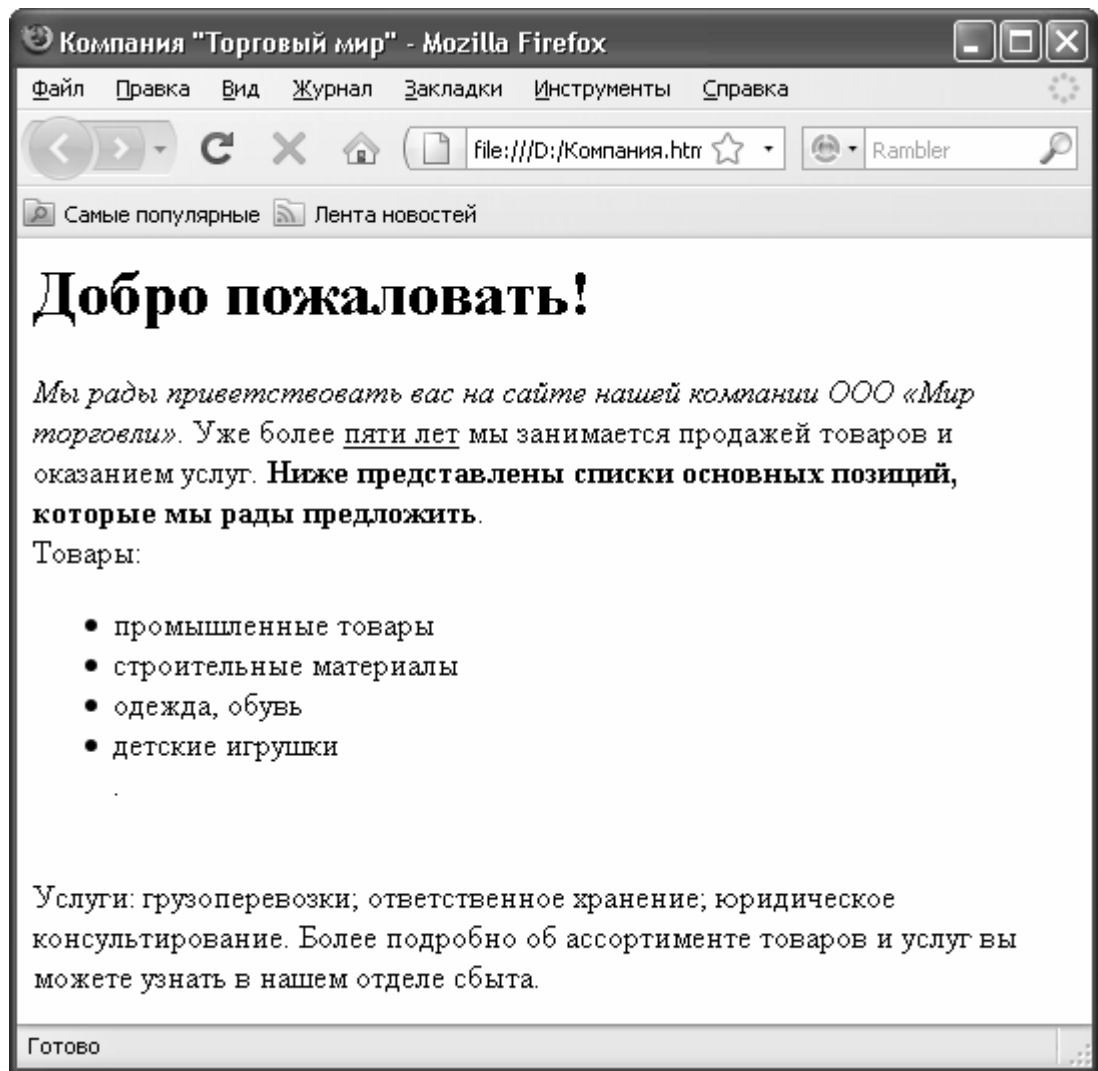 Компания "Торговый мир" - Mozilla Firefox
Файл Правка Вид Журнал Закладки Инструменты Справка
file:///D:/Компания.htm Rambler
Самые популярные Лента новостей
Добро пожаловать!
Мы рады приветствовать вас на сайте нашей компании ООО «Мир
торговли». Уже более пяти лет мы занимается продажей товаров и
оказанием услуг. Ниже представлены списки основных позиций,
которые мы рады предложить.
Товары:
• промышленные товары
• строительные материалы
• одежда, обувь
• детские игрушки
.
Услуги: грузоперевозки; ответственное хранение; юридическое
консультирование. Более подробно об ассортименте товаров и услуг вы
можете узнать в нашем отделе сбыта.
Готово